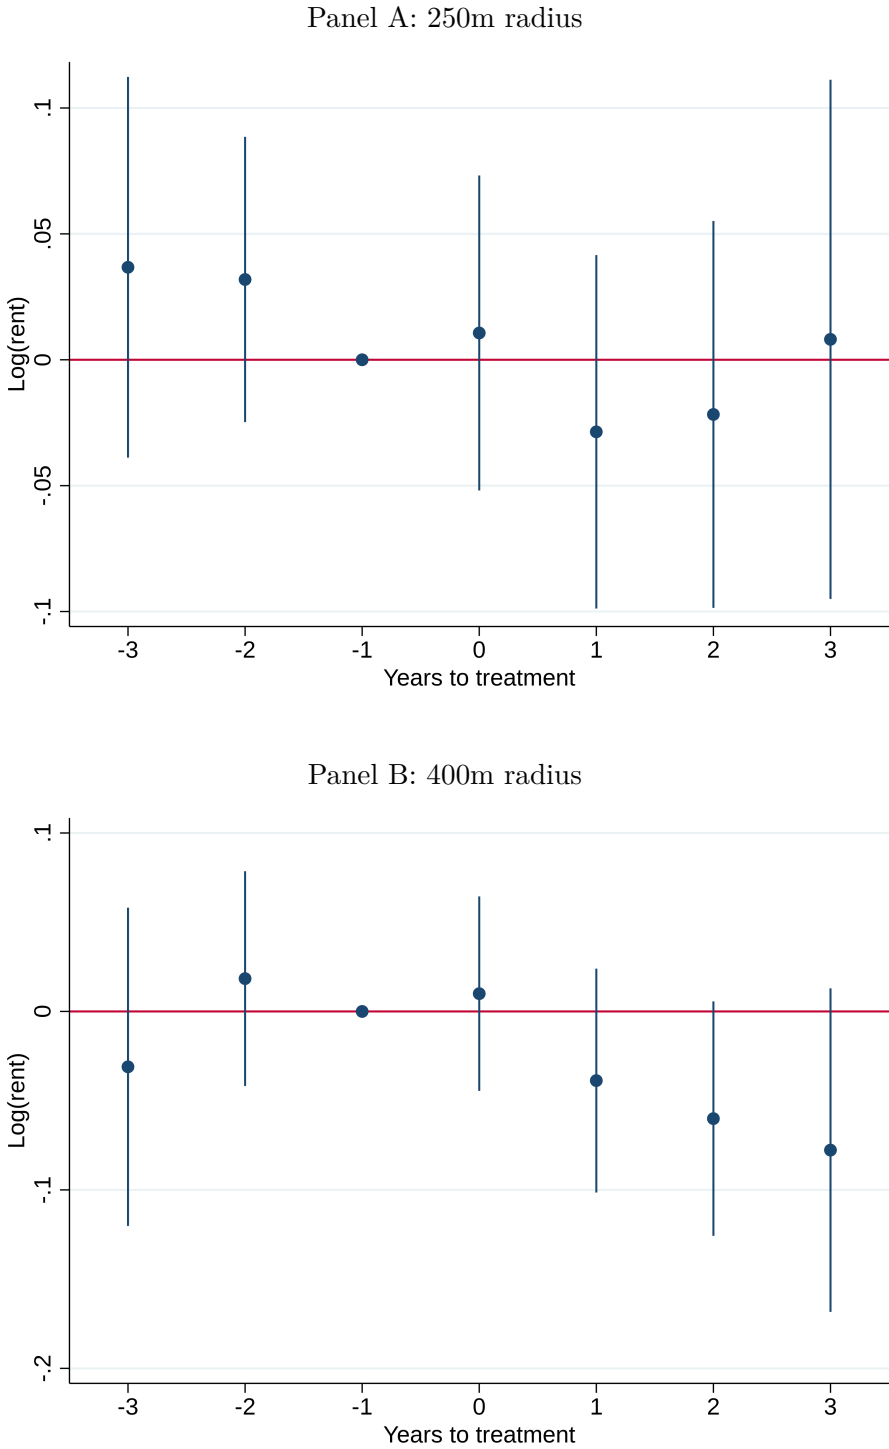 Panel A: 250m radius
.1
.05
0
-.05
-.1
Log(rent)
-3 -2 -1 0 1 2 3
Years to treatment
Panel B: 400m radius
.1
0
-.1
-.2
Log(rent)
-3 -2 -1 0 1 2 3
Years to treatment